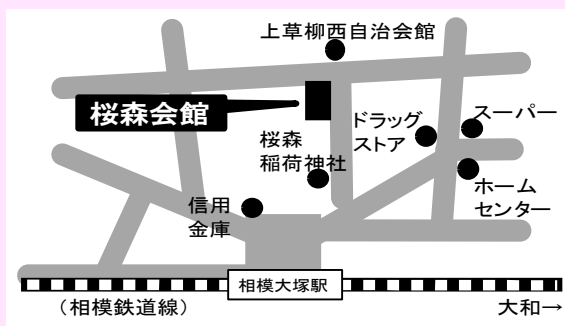 上草柳西自治会館
桜森会館
ドラッグ
ストア
スーパー
桜森
稲荷神社
ホーム
センター
信用
金庫
相模大塚駅
（相模鉄道線）
大和→